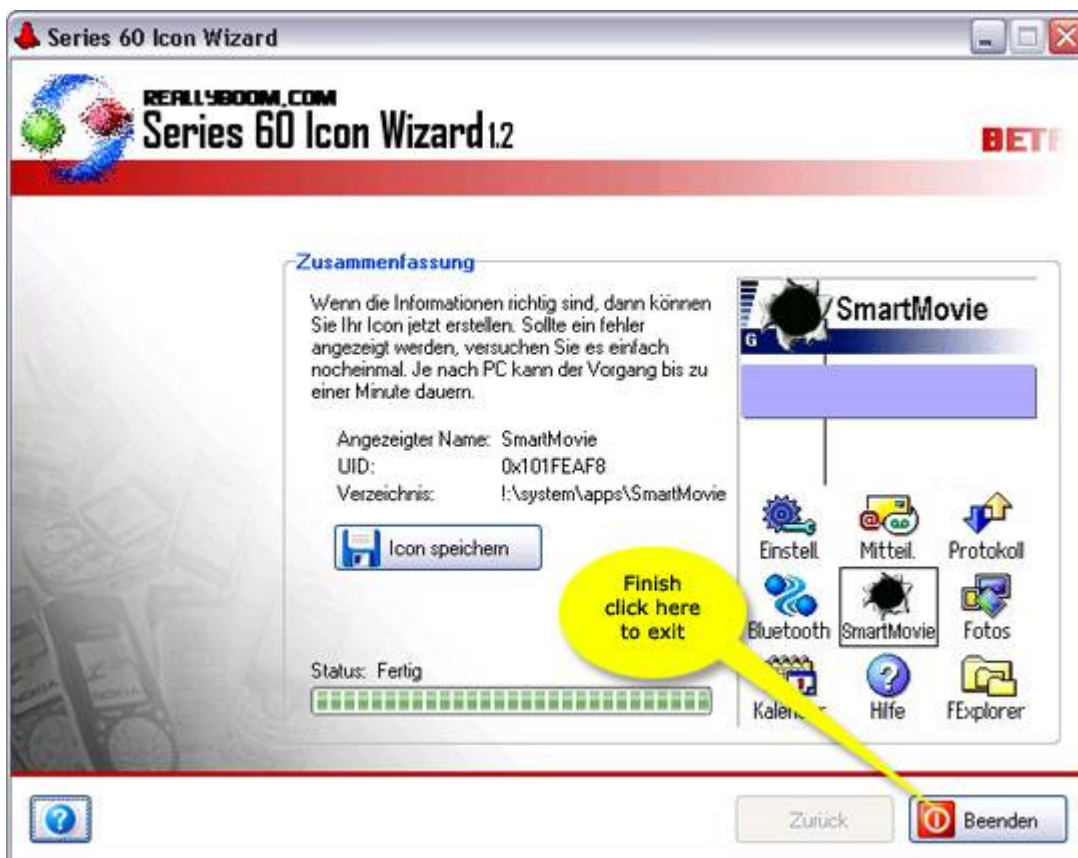 Series 60 Icon Wizard
REALLYBOOM.COM
Series 60 Icon Wizard 1.2
BETA
Zusammenfassung
Wenn die Informationen richtig sind, dann können
Sie Ihr Icon jetzt erstellen. Sollte ein fehler
angezeigt werden, versuchen Sie es einfach
nocheinmal. Je nach PC kann der Vorgang bis zu
einer Minute dauern.
Angezeigter Name: SmartMovie
UID: 0x101FEAF8
Verzeichnis: !:\system\apps\SmartMovie
Icon speichern
Status: Fertig
SmartMovie
G
Einstell. Mitteil. Protokoll
Bluetooth SmartMovie Fotos
Kalender Hilfe FExplorer
Finish
click here
to exit
Zurück
Beenden